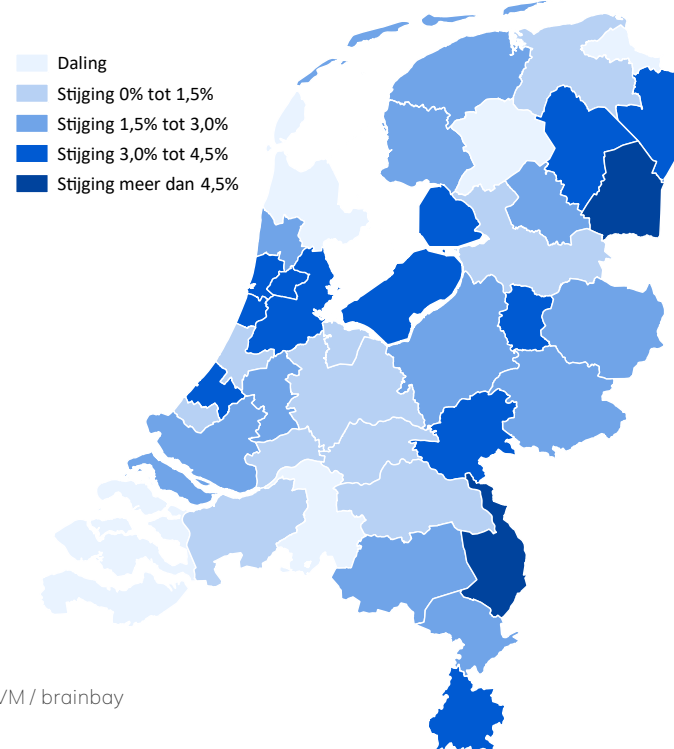 Daling
Stijging 0% tot 1,5%
Stijging 1,5% tot 3,0%
Stijging 3,0% tot 4,5%
Stijging meer dan 4,5%
VM / brainbay